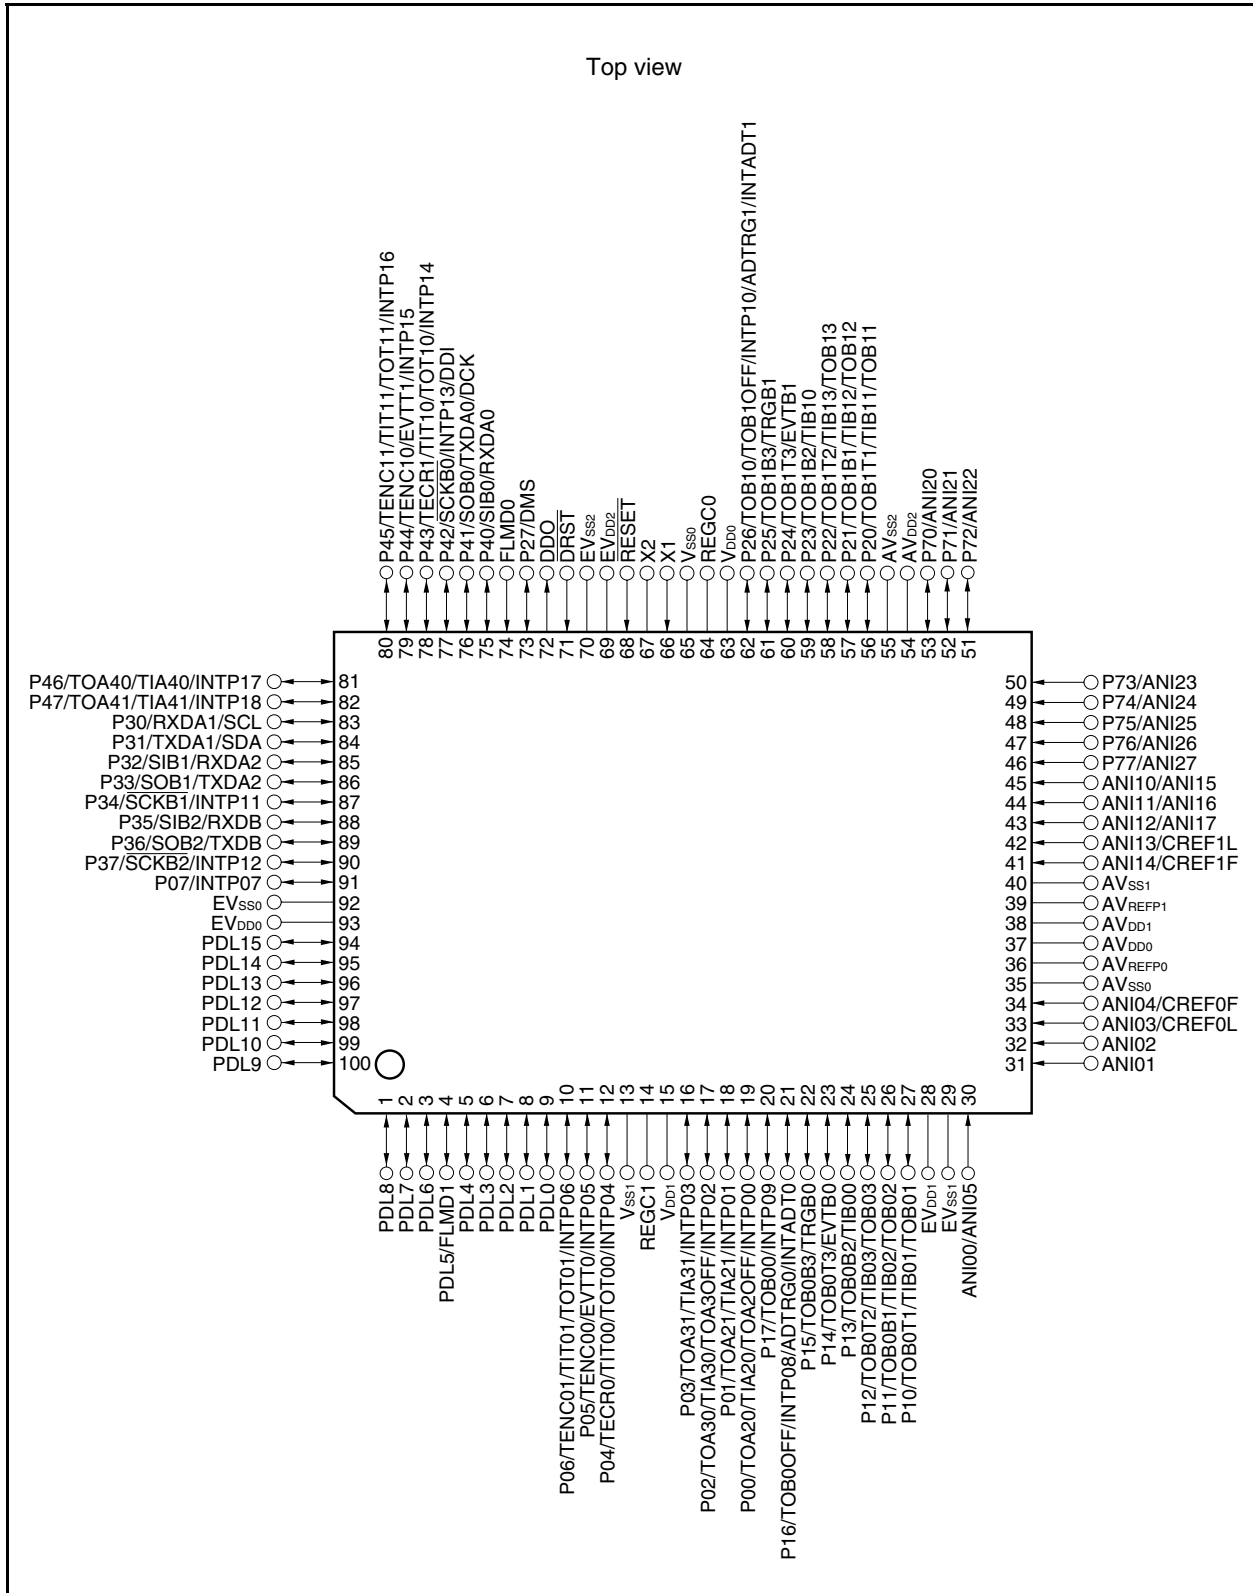 Top view
P45/TENC11/TIT11/TOT11/INTP16
P44/TENC10/EVTT1/INTP15
P43/TECR1/TIT10/TOT10/INTP14
P42/SCKB0/INTP13/DDI
P41/SOB0/TXDA0/DCK
P40/SIB0/RXDA0
FLMD0
P27/DMS
DDO
DRST
EVSS2
EVDD2
RESET
X2
X1
VSS0
REGC0
VDD0
P26/TOB10/TOB1OFF/INTP10/ADTRG1/INTADT1
P25/TOB1B3/TRGB1
P24/TOB1T3/EVTB1
P23/TOB1B2/TIB10
P22/TOB1T2/TIB13/TOB13
P21/TOB1B1/TIB12/TOB12
P20/TOB1T1/TIB11/TOB11
AVSS2
AVDD2
P70/ANI20
P71/ANI21
P72/ANI22
80 79 78 77 76 75 74 73 72 71 70 69 68 67 66 65 64 63 62 61 60 59 58 57 56 55 54 53 52 51
P46/TOA40/TIA40/INTP17 81
P47/TOA41/TIA41/INTP18 82
P30/RXDA1/SCL 83
P31/TXDA1/SDA 84
P32/SIB1/RXDA2 85
P33/SOB1/TXDA2 86
P34/SCKB1/INTP11 87
P35/SIB2/RXDB 88
P36/SOB2/TXDB 89
P37/SCKB2/INTP12 90
P07/INTP07 91
EVSS0 92
EVDD0 93
PDL15 94
PDL14 95
PDL13 96
PDL12 97
PDL11 98
PDL10 99
PDL9 100
50 P73/ANI23
49 P74/ANI24
48 P75/ANI25
47 P76/ANI26
46 P77/ANI27
45 ANI10/ANI15
44 ANI11/ANI16
43 ANI12/ANI17
42 ANI13/CREF1L
41 ANI14/CREF1F
40 AVSS1
39 AVREFP1
38 AVDD1
37 AVDD0
36 AVREFP0
35 AVSS0
34 ANI04/CREF0F
33 ANI03/CREF0L
32 ANI02
31 ANI01
1 2 3 4 5 6 7 8 9 10 11 12 13 14 15 16 17 18 19 20 21 22 23 24 25 26 27 28 29 30
PDL8
PDL7
PDL6
PDL5/FLMD1
PDL4
PDL3
PDL2
PDL1
PDL0
P06/TENC01/TIT01/TOT01/INTP06
P05/TENC00/EVTT0/INTP05
P04/TECR0/TIT00/TOT00/INTP04
VSS1
REGC1
VDD1
P03/TOA31/TIA31/INTP03
P02/TOA30/TIA30/TOA3OFF/INTP02
P01/TOA21/TIA21/INTP01
P00/TOA20/TIA20/TOA2OFF/INTP00
P17/TOB00/INTP09
P16/TOB0OFF/INTP08/ADTRG0/INTADT0
P15/TOB0B3/TRGB0
P14/TOB0T3/EVTB0
P13/TOB0B2/TIB00
P12/TOB0T2/TIB03/TOB03
P11/TOB0B1/TIB02/TOB02
P10/TOB0T1/TIB01/TOB01
EVDD1
EVSS1
ANI00/ANI05